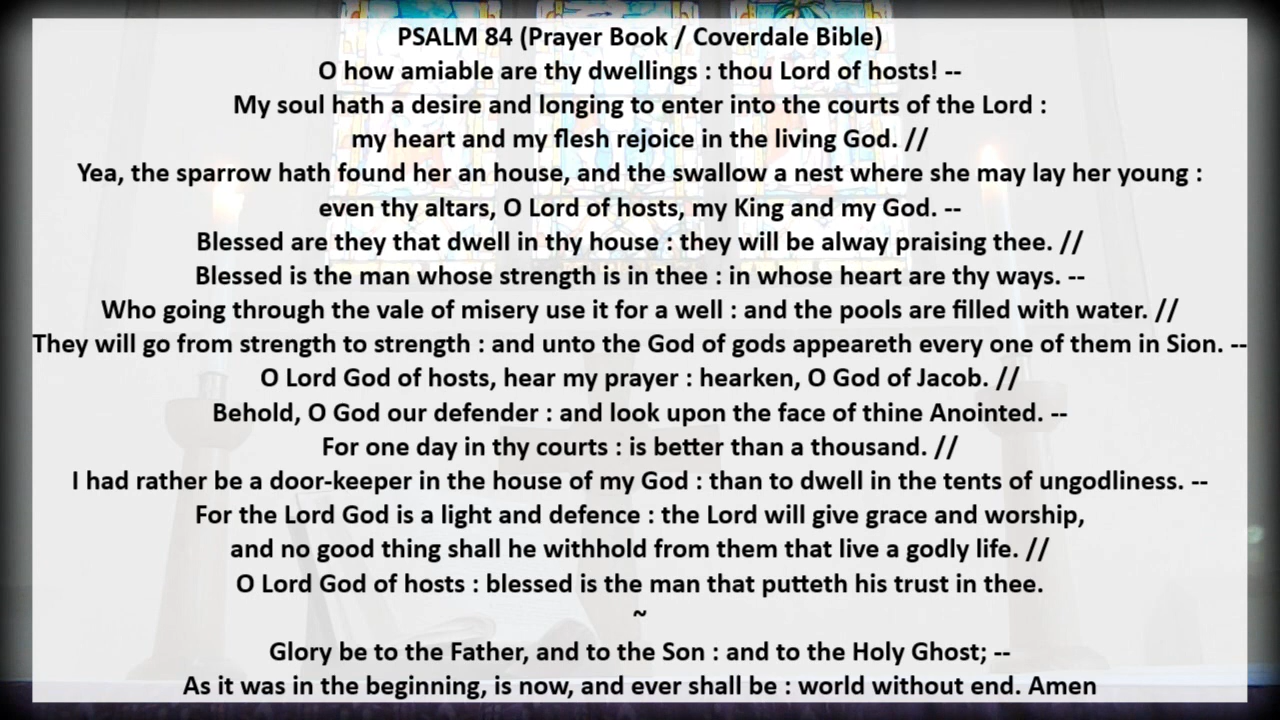 PSALM 84 (Prayer Book / Coverdale Bible)
O how amiable are thy dwellings : thou Lord of hosts! --
My soul hath a desire and longing to enter into the courts of the Lord :
my heart and my flesh rejoice in the living God. //
Yea, the sparrow hath found her an house, and the swallow a nest where she may lay her young :
even thy altars, O Lord of hosts, my King and my God. --
Blessed are they that dwell in thy house : they will be alway praising thee. //
Blessed is the man whose strength is in thee : in whose heart are thy ways. --
Who going through the vale of misery use it for a well : and the pools are filled with water. //
They will go from strength to strength : and unto the God of gods appeareth every one of them in Sion. --
O Lord God of hosts, hear my prayer : hearken, O God of Jacob. //
Behold, O God our defender : and look upon the face of thine Anointed. --
For one day in thy courts : is better than a thousand. //
I had rather be a door-keeper in the house of my God : than to dwell in the tents of ungodliness. --
For the Lord God is a light and defence : the Lord will give grace and worship,
and no good thing shall he withhold from them that live a godly life. //
O Lord God of hosts : blessed is the man that putteth his trust in thee.
~
Glory be to the Father, and to the Son : and to the Holy Ghost; --
As it was in the beginning, is now, and ever shall be : world without end. Amen